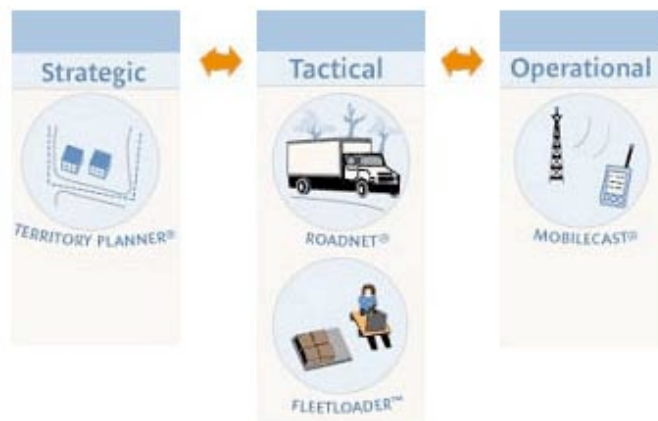 Strategic
TERRITORY PLANNER®
Tactical
ROADNET®
FLEETLOADER™
Operational
MOBILECAST®